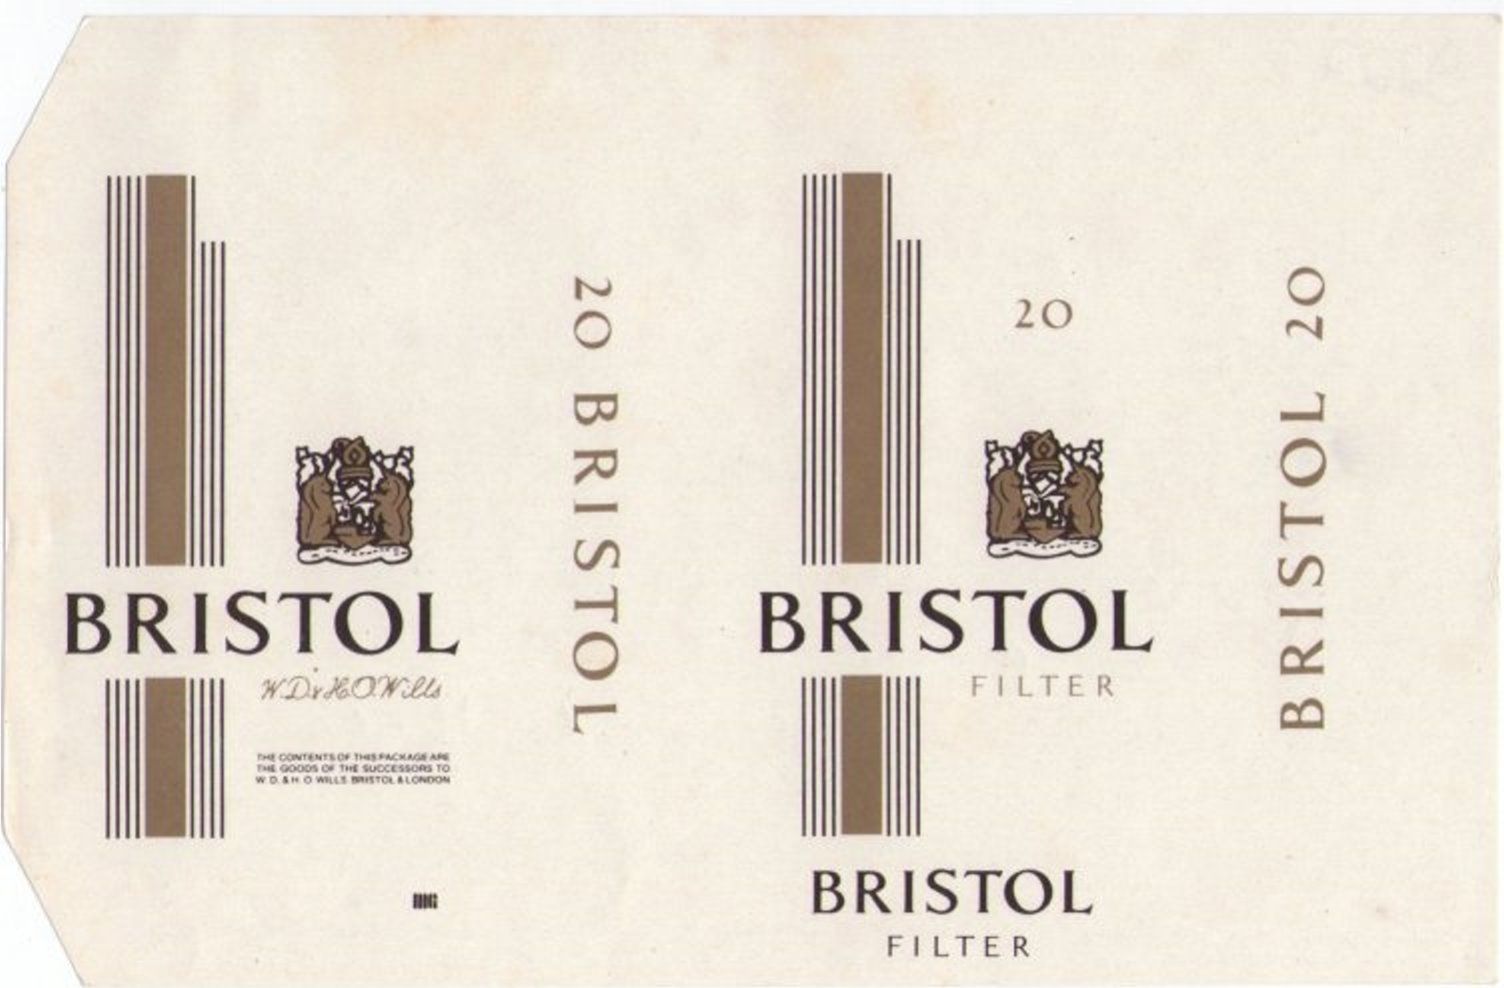 BRISTOL
W.D. & H.O. Wills
THE CONTENTS OF THIS PACKAGE ARE
THE GOODS OF THE SUCCESSORS TO
W. D. & H. O. WILLS. BRISTOL & LONDON
20 BRISTOL
20
BRISTOL
FILTER
BRISTOL
FILTER
BRISTOL 20